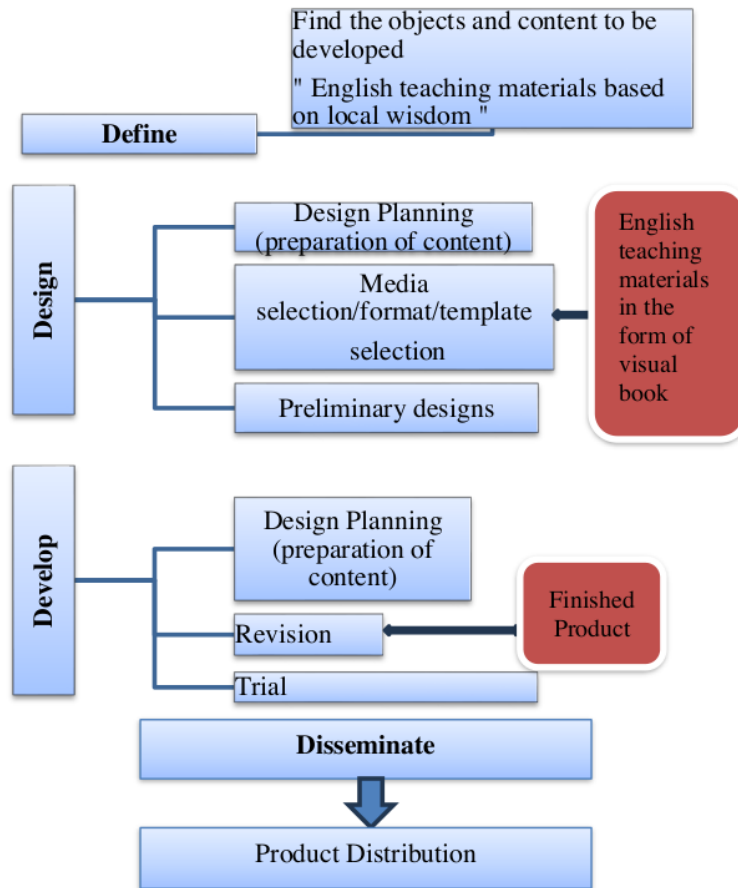 Find the objects and content to be
developed
" English teaching materials based
on local wisdom "
Define
Design
Design Planning
(preparation of content)
Media
selection/format/template
selection
Preliminary designs
English
teaching
materials
in the
form of
visual
book
Develop
Design Planning
(preparation of
content)
Revision
Trial
Finished
Product
Disseminate
Product Distribution